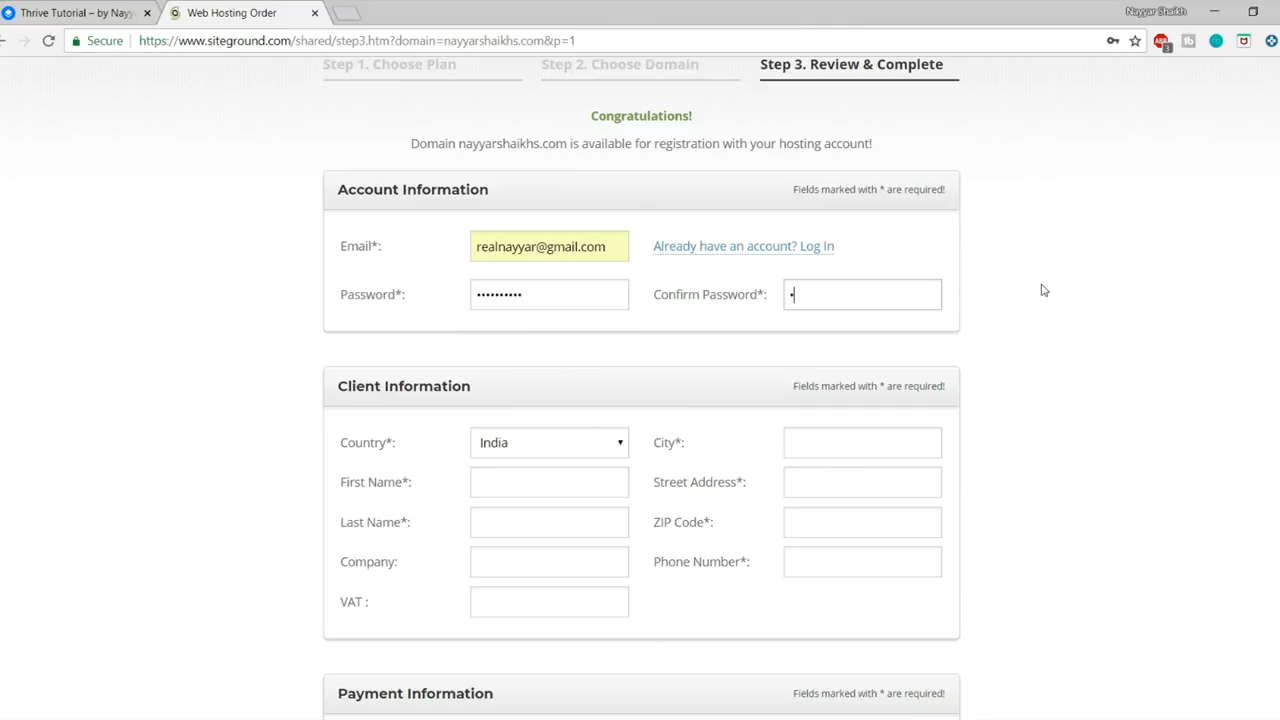 Thrive Tutorial – by Nayy
Web Hosting Order
Nayyar Shaikh
Secure
https://www.siteground.com/shared/step3.htm?domain=nayyarshaikhs.com&p=1
Step 1. Choose Plan
Step 2. Choose Domain
Step 3. Review & Complete
Congratulations!
Domain nayyarshaikhs.com is available for registration with your hosting account!
Account Information
Fields marked with * are required!
Email*:
realnayyar@gmail.com
Already have an account? Log In
Password*:
••••••••••
Confirm Password*:
•
Client Information
Fields marked with * are required!
Country*:
India
City*:
First Name*:
Street Address*:
Last Name*:
ZIP Code*:
Company:
Phone Number*:
VAT :
Payment Information
Fields marked with * are required!